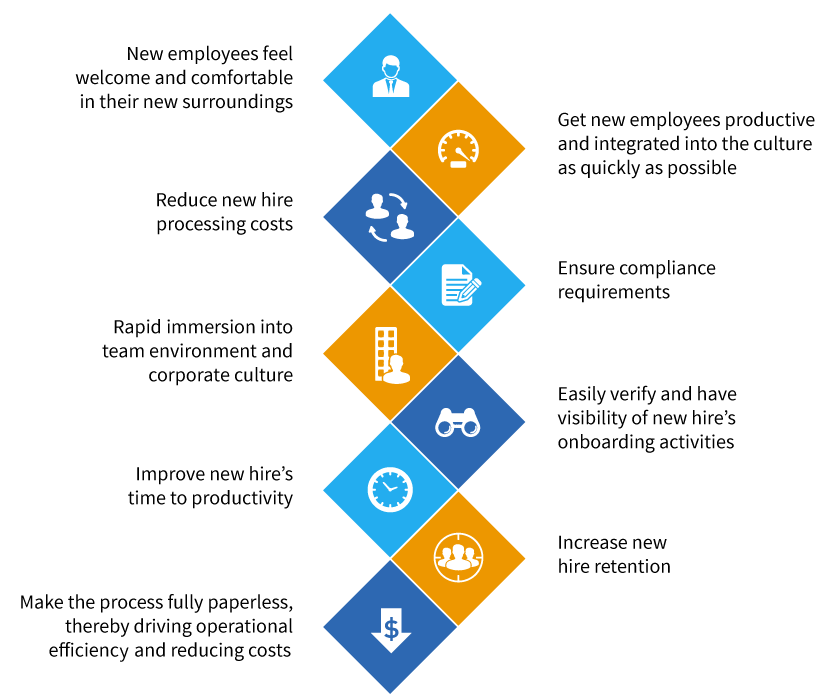 New employees feel
welcome and comfortable
in their new surroundings
Get new employees productive
and integrated into the culture
as quickly as possible
Reduce new hire
processing costs
Ensure compliance
requirements
Rapid immersion into
team environment and
corporate culture
Easily verify and have
visibility of new hire’s
onboarding activities
Improve new hire’s
time to productivity
Increase new
hire retention
Make the process fully paperless,
thereby driving operational
efficiency and reducing costs
$